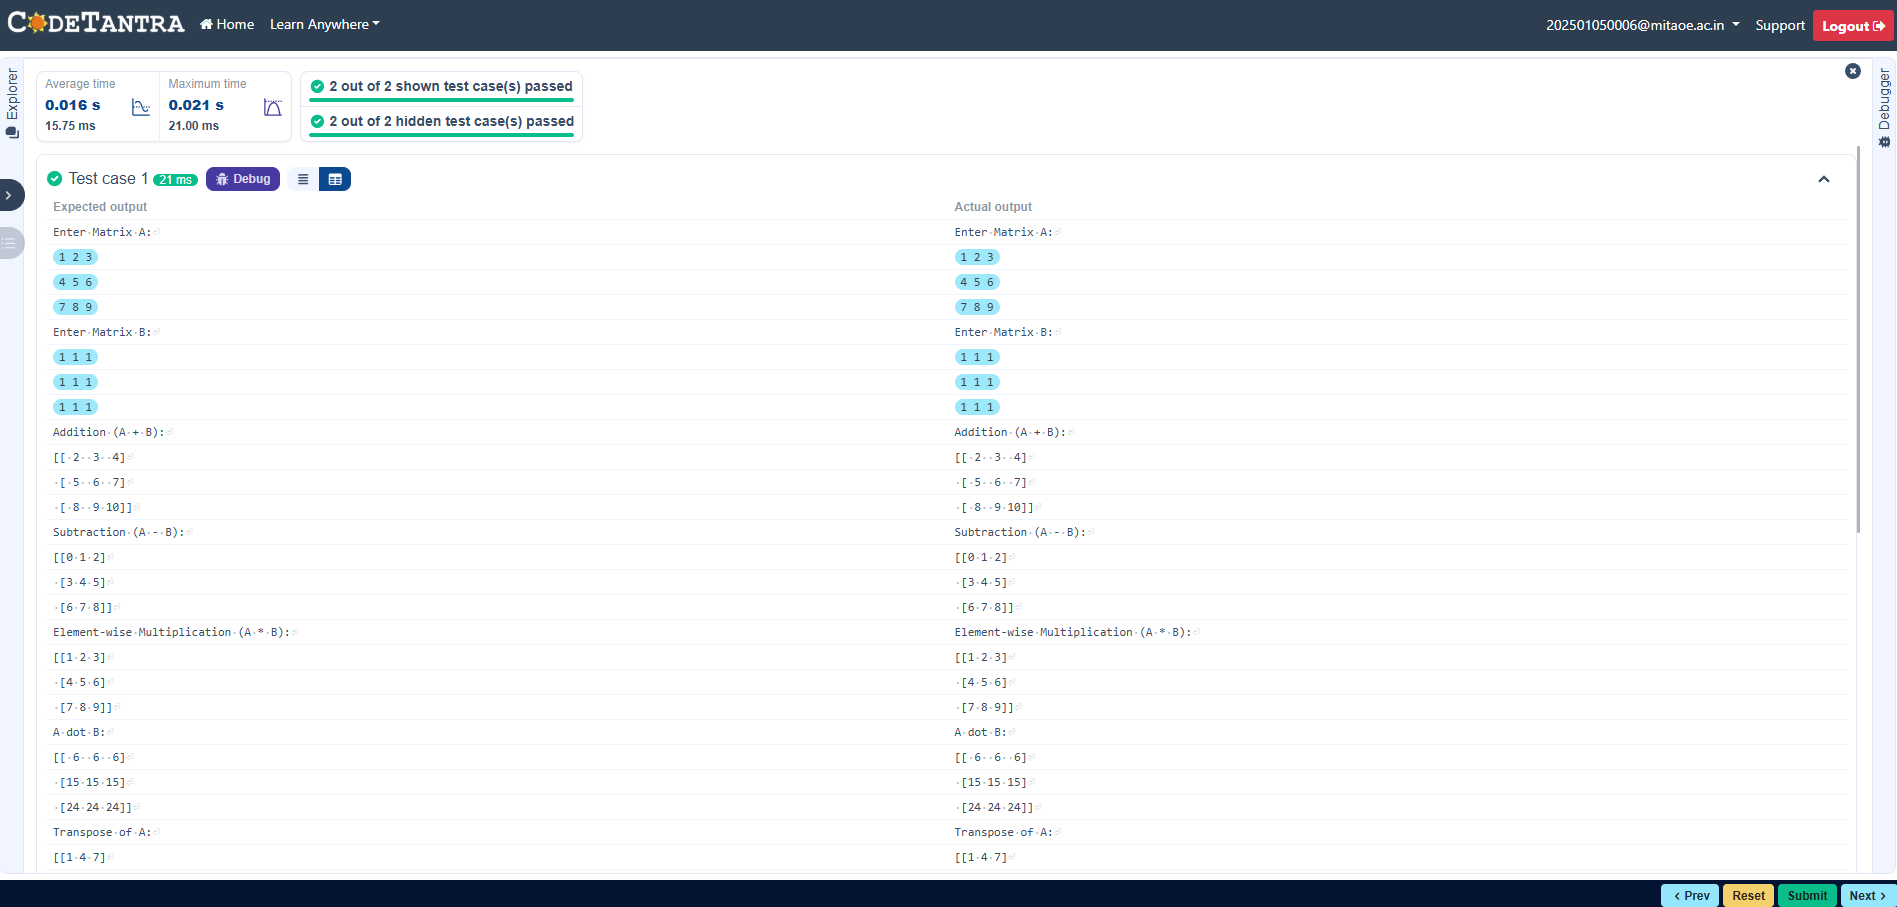 CODETANTRA Home Learn Anywhere 202501050006@mitaoe.ac.in Support Logout
Explorer
Debugger
Average time Maximum time
0.016 s 0.021 s
15.75 ms 21.00 ms
2 out of 2 shown test case(s) passed
2 out of 2 hidden test case(s) passed
Test case 1 21 ms Debug
Expected output Actual output
Enter·Matrix·A: Enter·Matrix·A:
1 2 3 1 2 3
4 5 6 4 5 6
7 8 9 7 8 9
Enter·Matrix·B: Enter·Matrix·B:
1 1 1 1 1 1
1 1 1 1 1 1
1 1 1 1 1 1
Addition·(A·+·B): Addition·(A·+·B):
[[·2··3··4] [[·2··3··4]
·[·5··6··7] ·[·5··6··7]
·[·8··9·10]] ·[·8··9·10]]
Subtraction·(A·-·B): Subtraction·(A·-·B):
[[0·1·2] [[0·1·2]
·[3·4·5] ·[3·4·5]
·[6·7·8]] ·[6·7·8]]
Element-wise·Multiplication·(A·*·B): Element-wise·Multiplication·(A·*·B):
[[1·2·3] [[1·2·3]
·[4·5·6] ·[4·5·6]
·[7·8·9]] ·[7·8·9]]
A·dot·B: A·dot·B:
[[·6··6··6] [[·6··6··6]
·[15·15·15] ·[15·15·15]
·[24·24·24]] ·[24·24·24]]
Transpose·of·A: Transpose·of·A:
[[1·4·7] [[1·4·7]
Prev Reset Submit Next